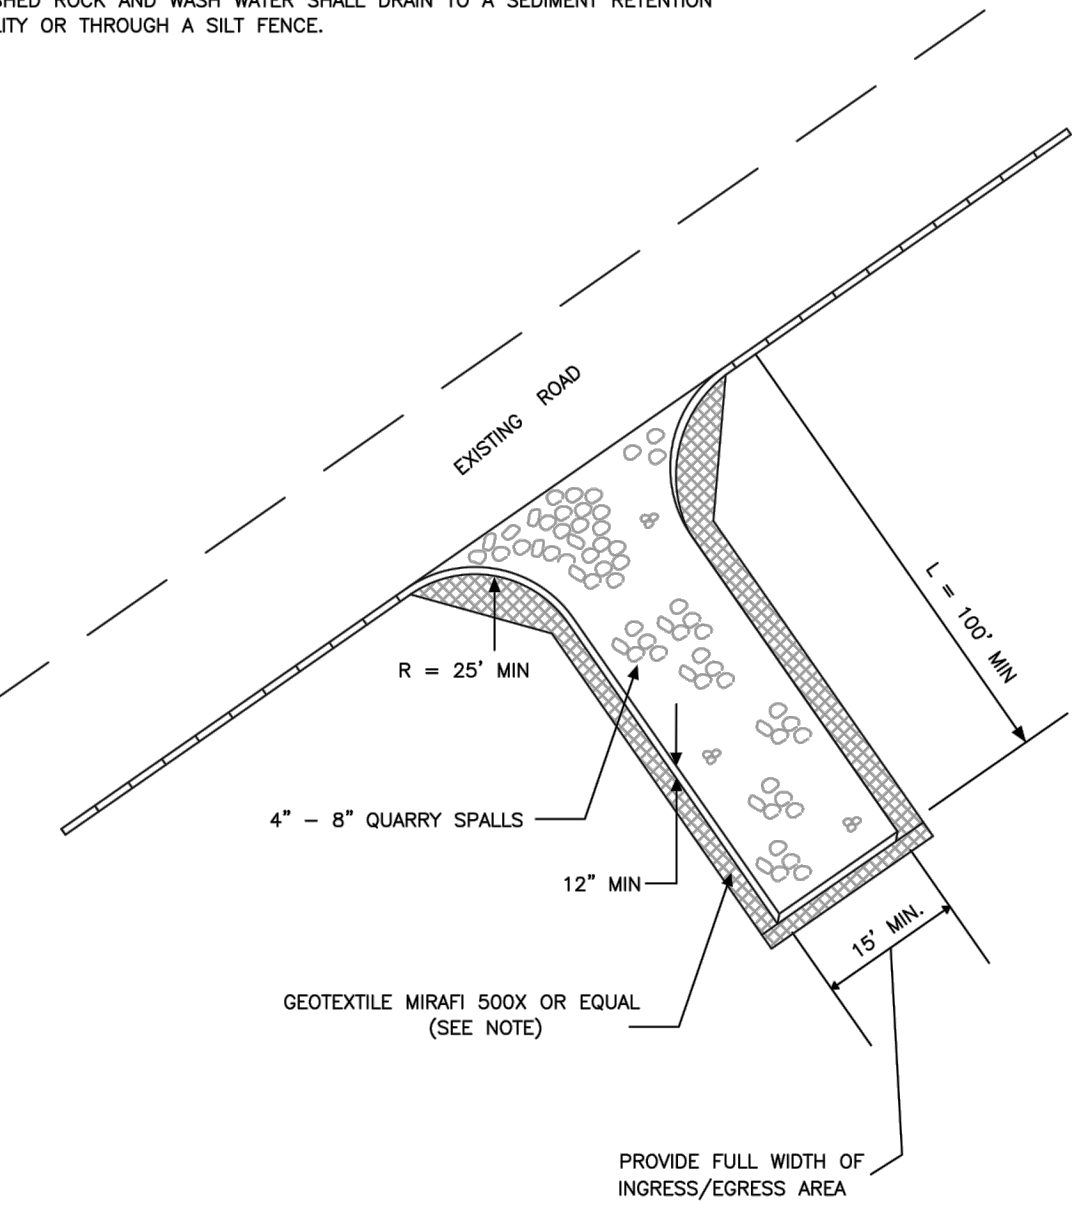 ROCK AND WASH WATER SHALL DRAIN TO A SEDIMENT RETENTION
OR THROUGH A SILT FENCE.
EXISTING ROAD
R = 25' MIN
L = 100' MIN
4" – 8" QUARRY SPALLS
12" MIN
15' MIN.
GEOTEXTILE MIRAFI 500X OR EQUAL
(SEE NOTE)
PROVIDE FULL WIDTH OF
INGRESS/EGRESS AREA